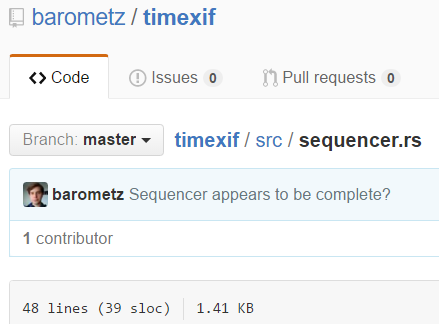 barometz / timexif
Code Issues 0 Pull requests 0
Branch: master timexif / src / sequencer.rs
barometz Sequencer appears to be complete?
1 contributor
48 lines (39 sloc) 1.41 KB